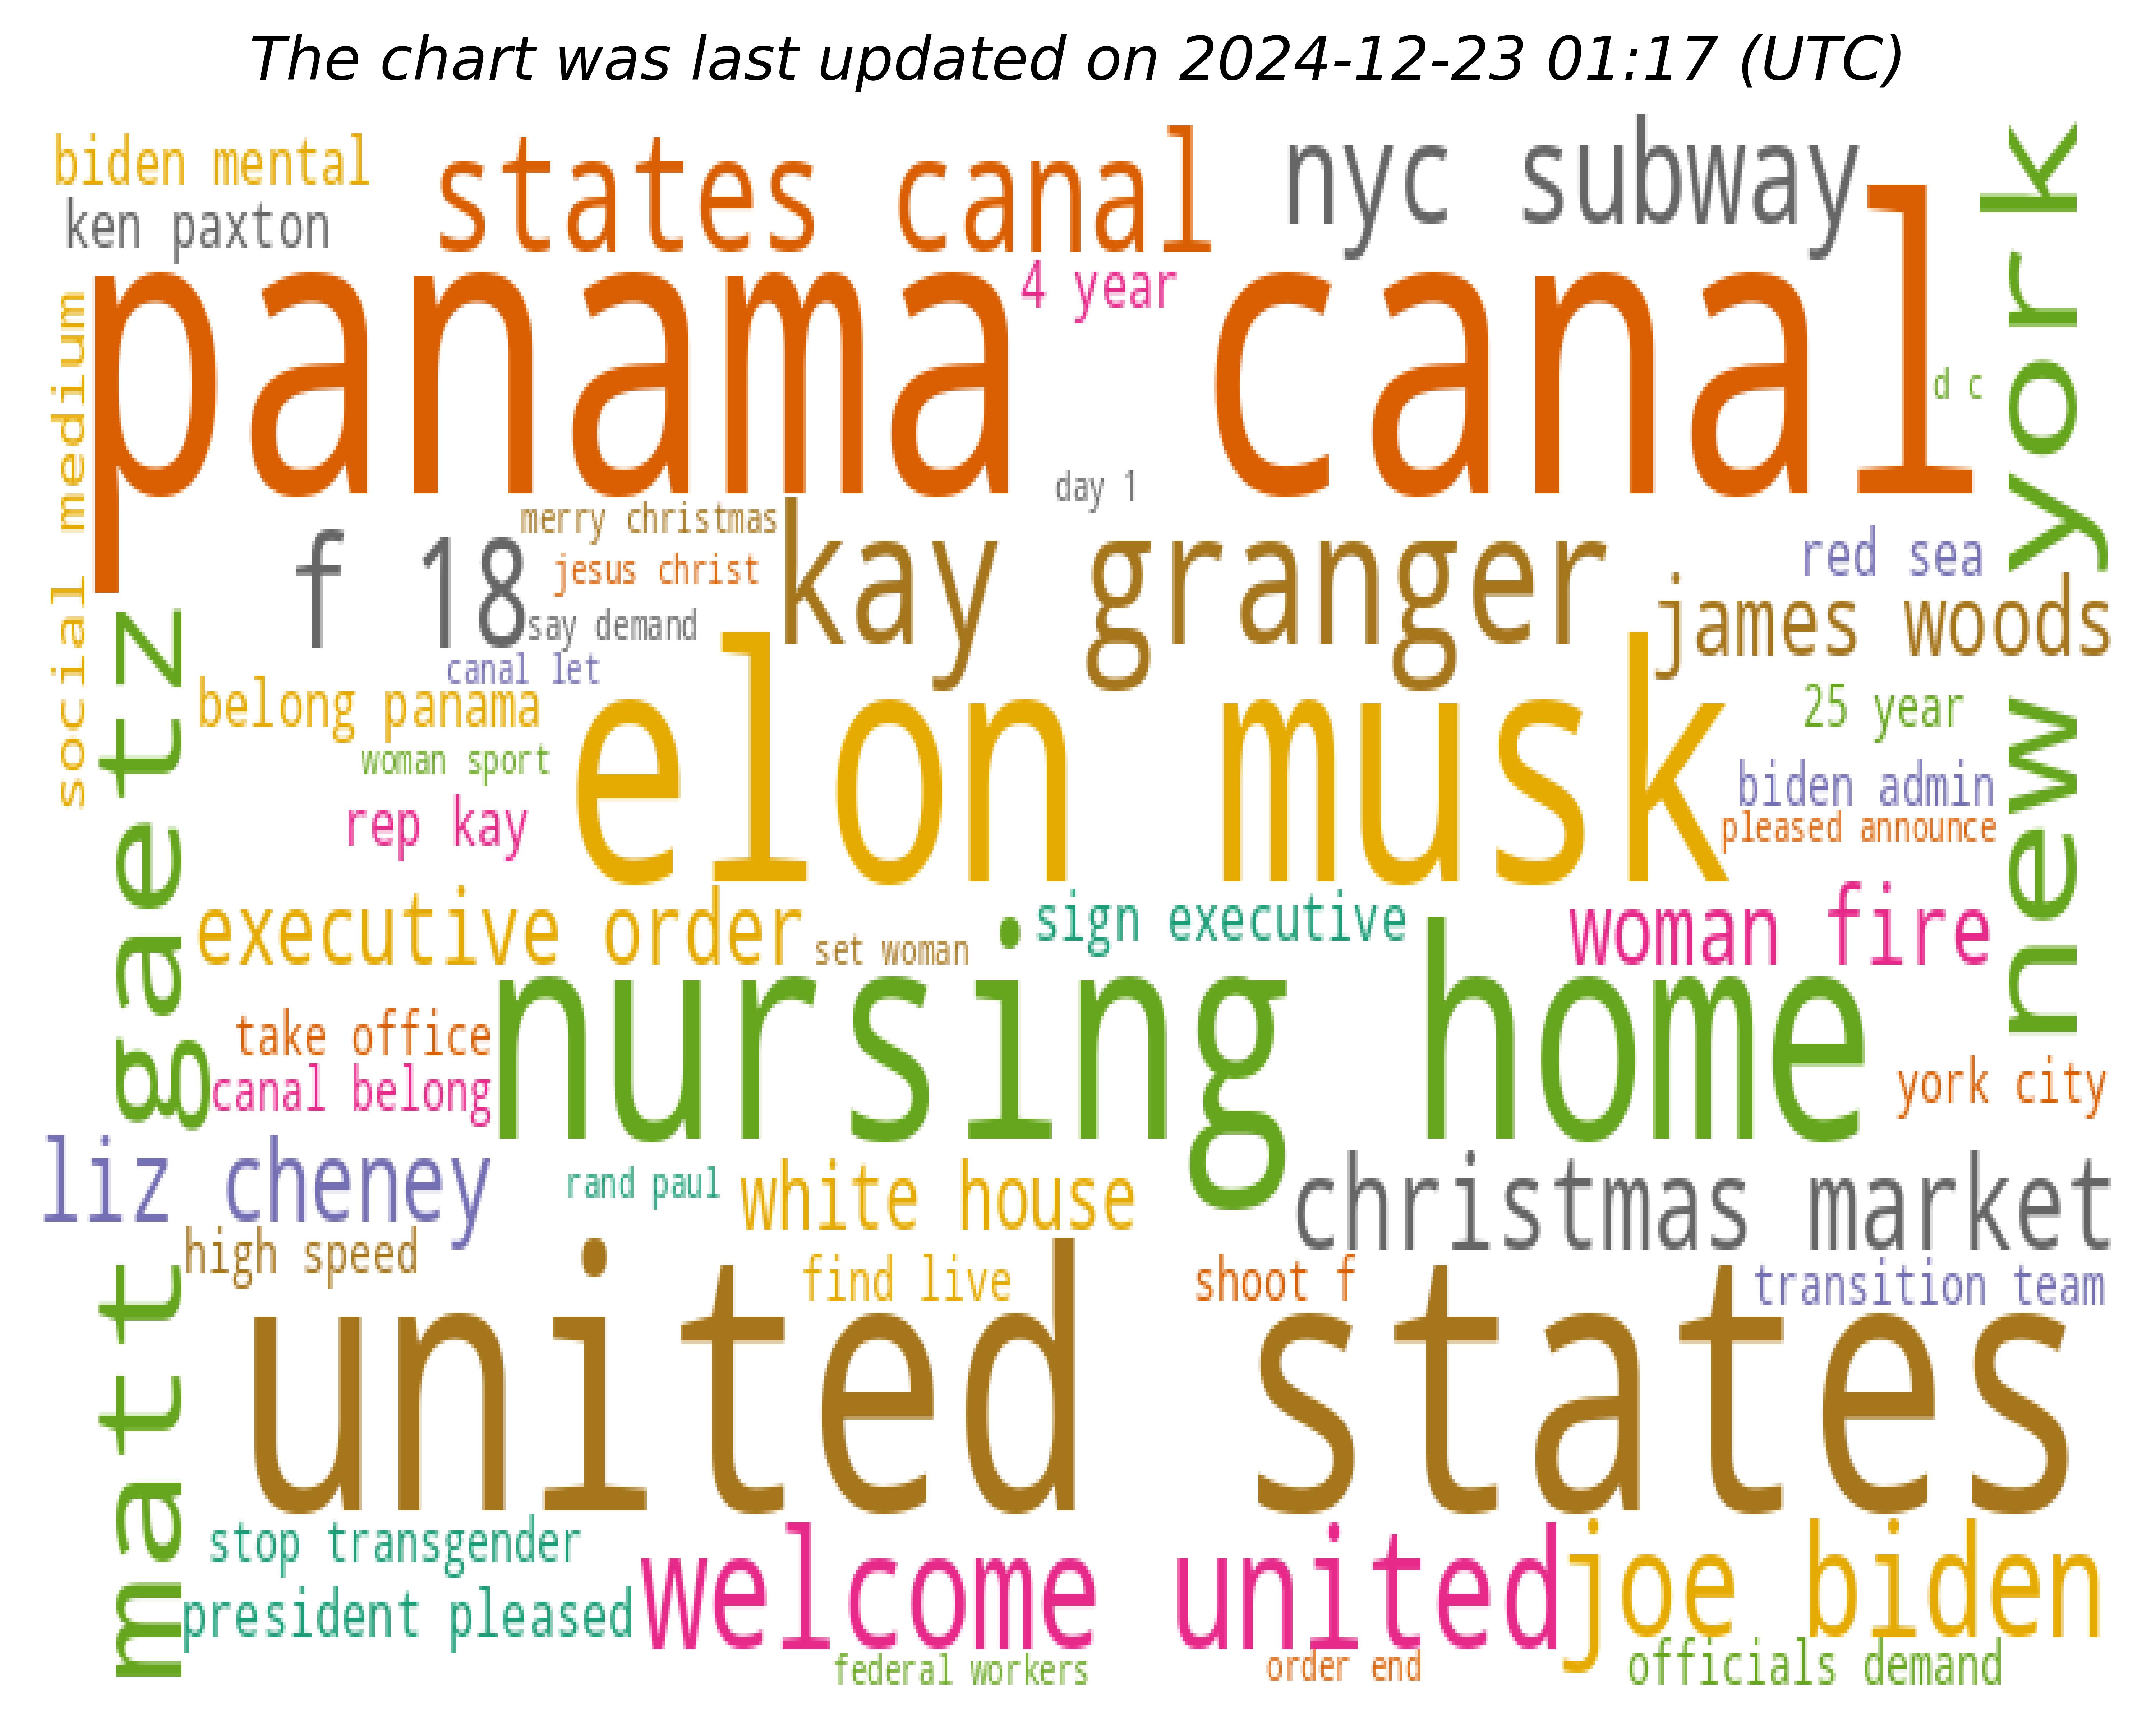 The chart was last updated on 2024-12-23 01:17 (UTC)
biden mental
states canal
nyc subway
ken paxton
panama canal
4 year
new york
social medium
d c
day 1
merry christmas
f 18
kay granger
jesus christ
red sea
say demand
james woods
canal let
elon musk
belong panama
25 year
matt gaetz
woman sport
biden admin
rep kay
pleased announce
executive order
sign executive
woman fire
set woman
nursing home
take office
canal belong
york city
liz cheney
rand paul
white house
christmas market
high speed
find live
shoot f
transition team
united states
stop transgender
welcome united
joe biden
president pleased
federal workers
order end
officials demand